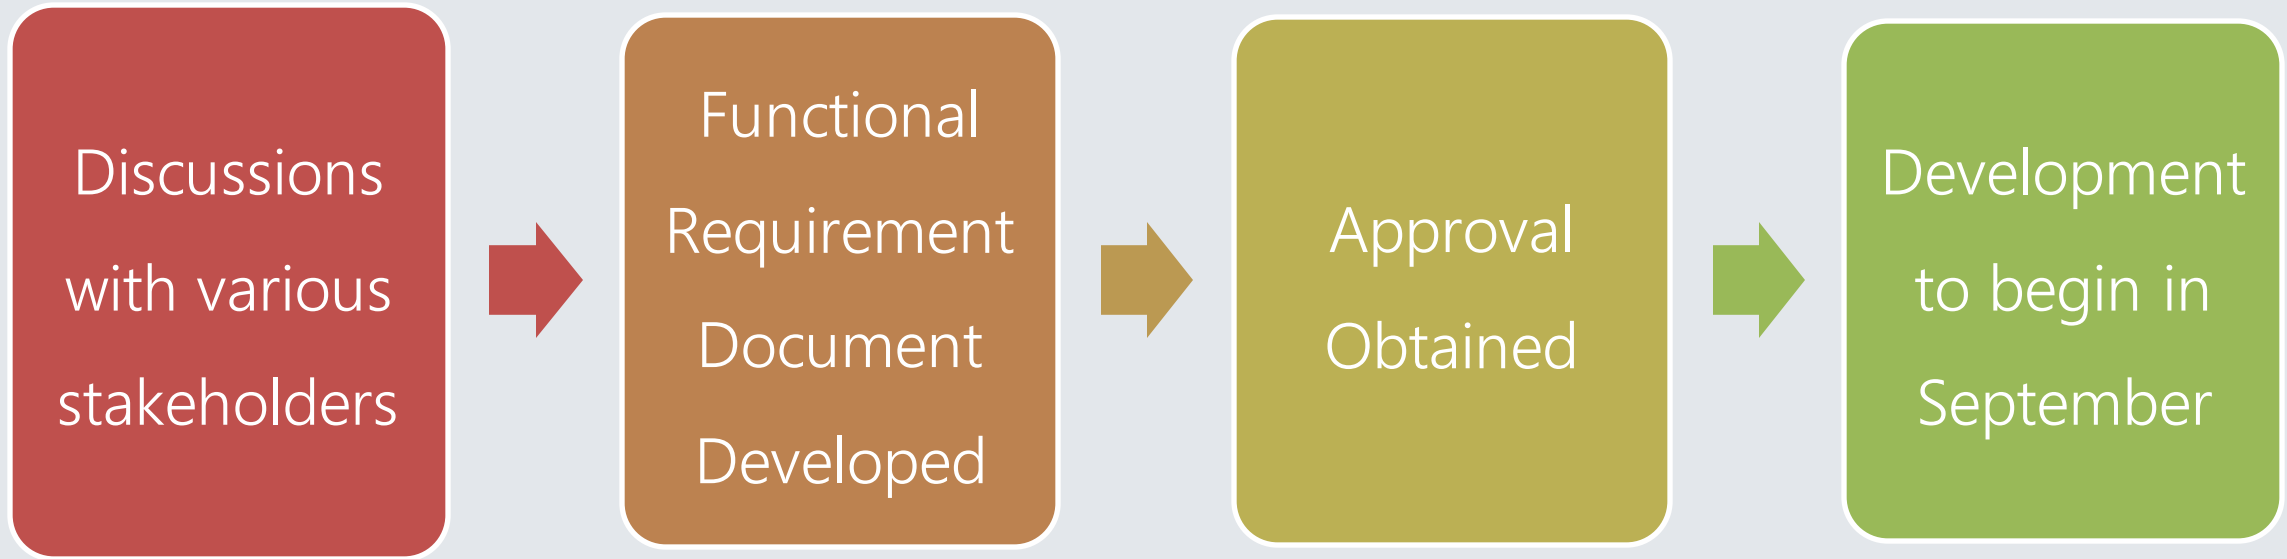 Discussions
with various
stakeholders
Functional
Requirement
Document
Developed
Approval
Obtained
Development
to begin in
September